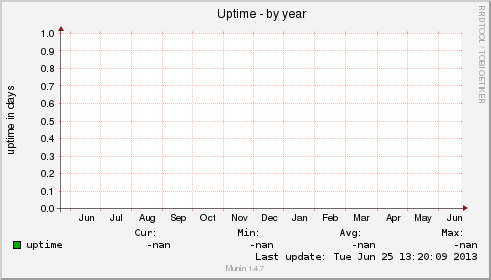 Uptime - by year
RRDTOOL / TOBI OETIKER
uptime in days
1.0
0.9
0.8
0.7
0.6
0.5
0.4
0.3
0.2
0.1
0.0
Jun Jul Aug Sep Oct Nov Dec Jan Feb Mar Apr May Jun
Cur: Min: Avg: Max:
uptime -nan -nan -nan -nan
Last update: Tue Jun 25 13:20:09 2013
Munin 1.4.7